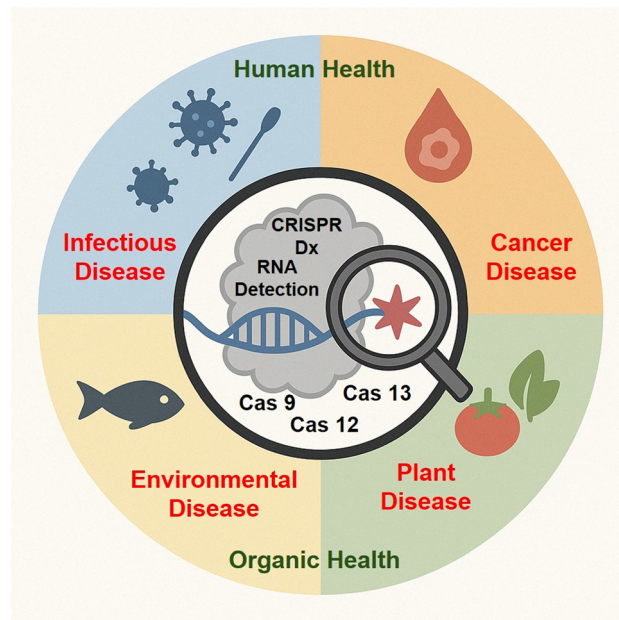 Human Health
Infectious
Disease
Cancer
Disease
CRISPR
Dx
RNA
Detection
Cas 9
Cas 13
Cas 12
Environmental
Disease
Plant
Disease
Organic Health